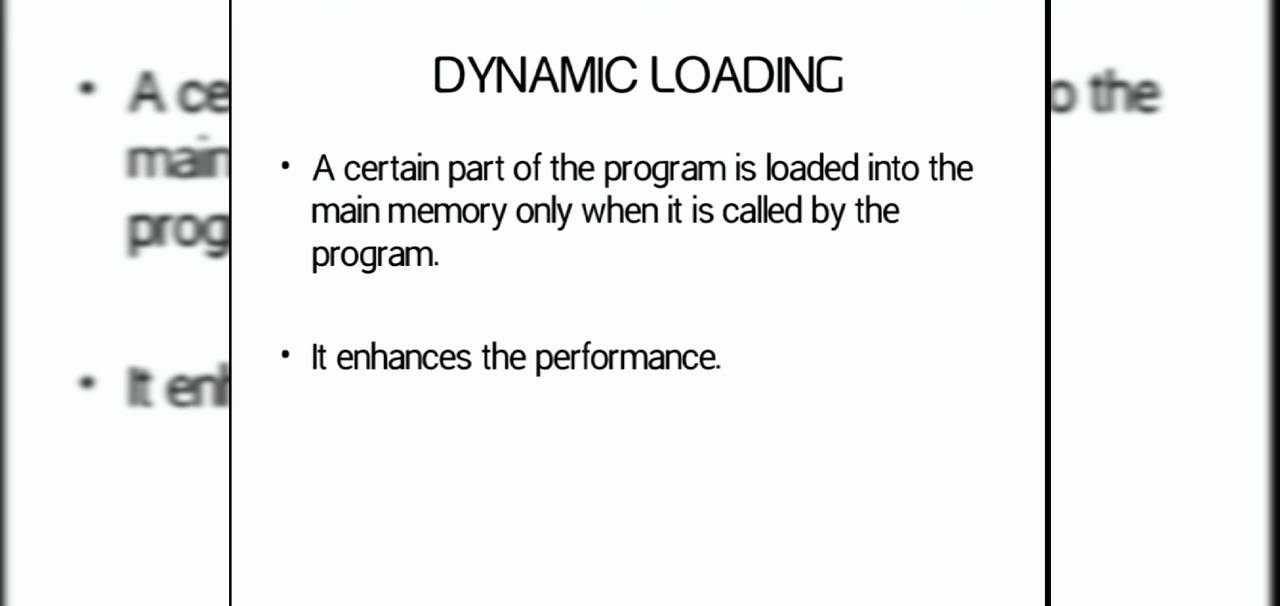 DYNAMIC LOADING
• A certain part of the program is loaded into the
main memory only when it is called by the
program.
• It enhances the performance.